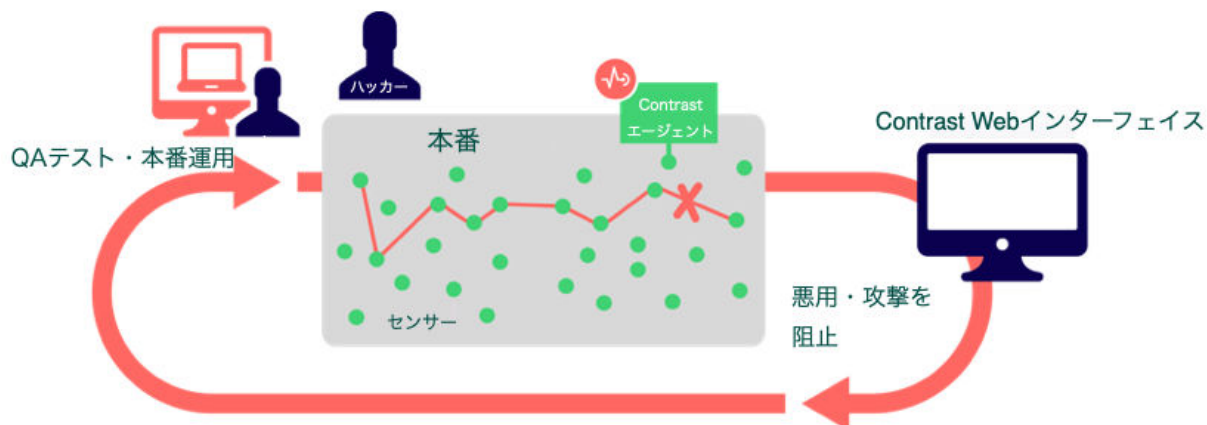 ハッカー
Contrast
エージェント
本番
Contrast Webインターフェイス
QAテスト・本番運用
センサー
悪用・攻撃を
阻止